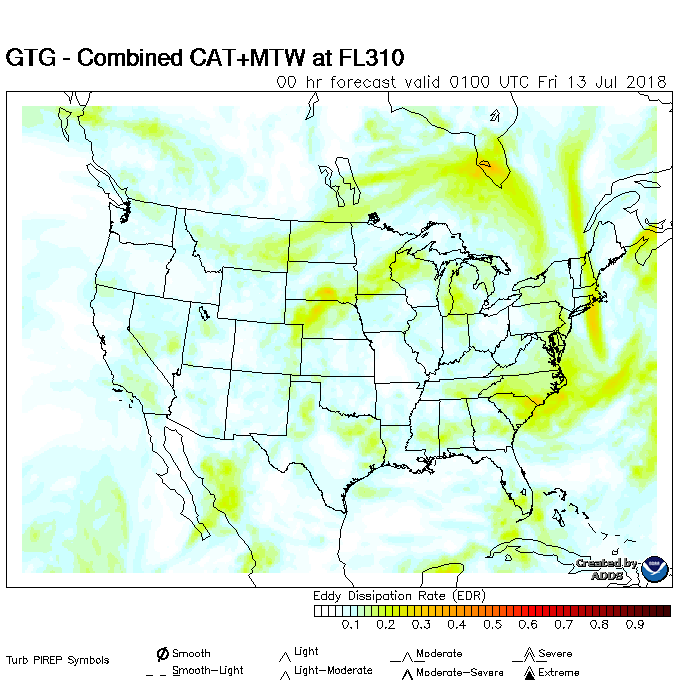 GTG - Combined CAT+MTW at FL310
00 hr forecast valid 0100 UTC Fri 13 Jul 2018
Created by
ADDS
Eddy Dissipation Rate (EDR)
0.1 0.2 0.3 0.4 0.5 0.6 0.7 0.8 0.9
Turb PIREP Symbols
Smooth Light Moderate Severe
Smooth-Light Light-Moderate Moderate-Severe Extreme